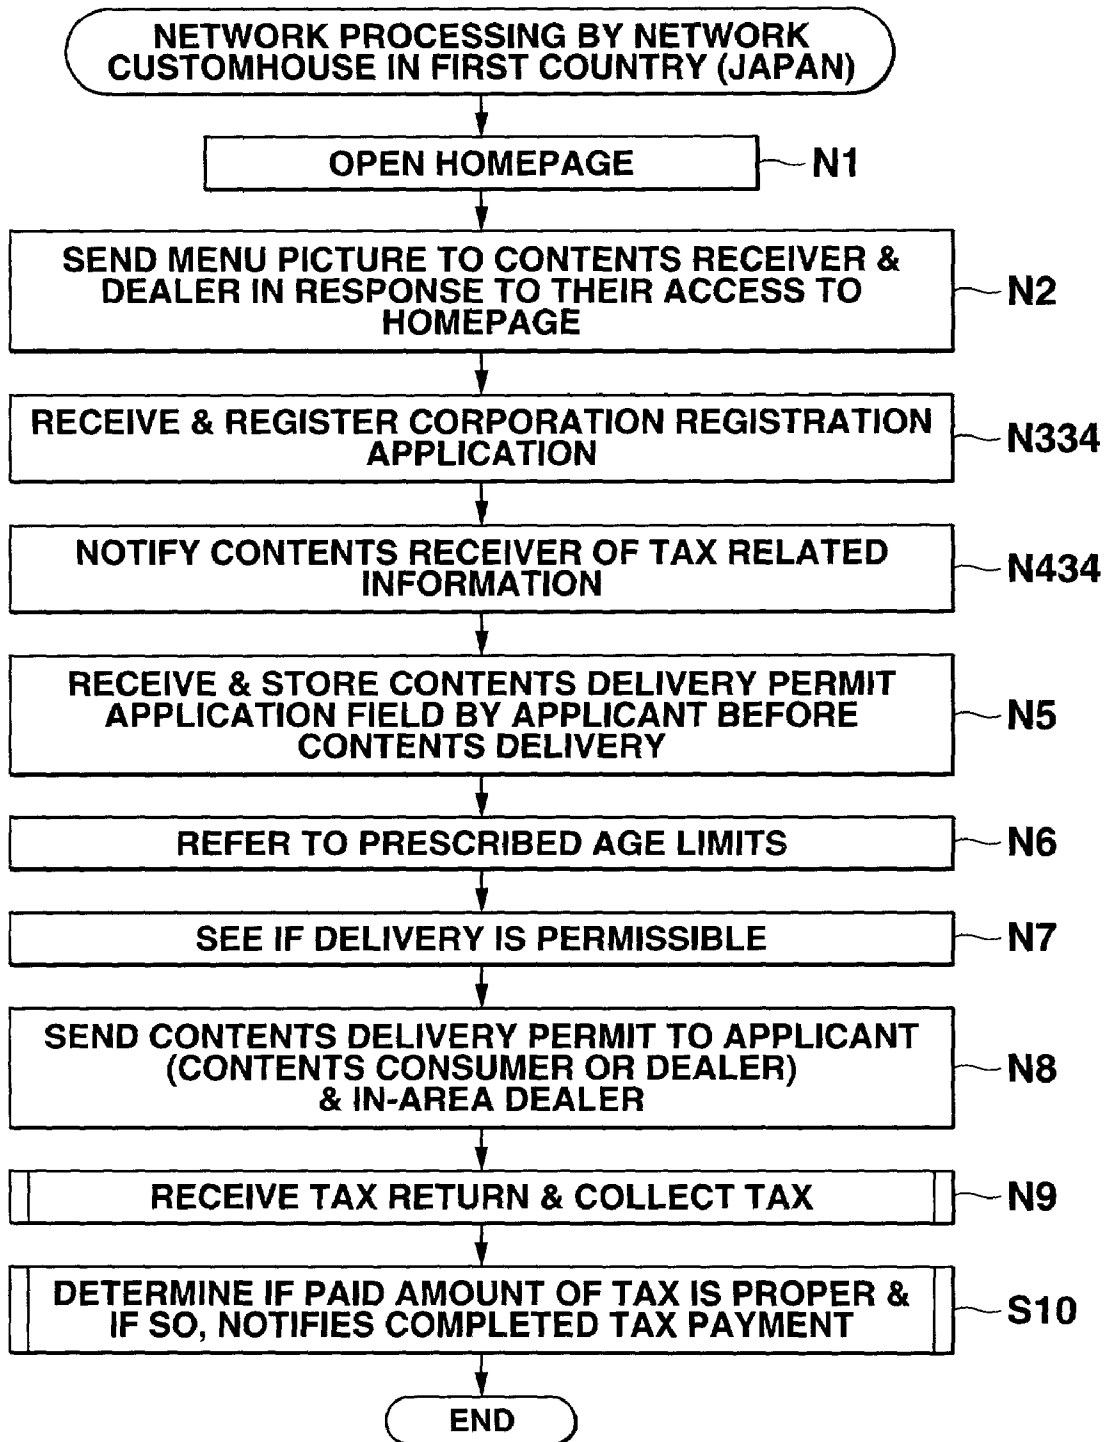 NETWORK PROCESSING BY NETWORK
CUSTOMHOUSE IN FIRST COUNTRY (JAPAN)
OPEN HOMEPAGE
N1
SEND MENU PICTURE TO CONTENTS RECEIVER &
DEALER IN RESPONSE TO THEIR ACCESS TO
HOMEPAGE
N2
RECEIVE & REGISTER CORPORATION REGISTRATION
APPLICATION
N334
NOTIFY CONTENTS RECEIVER OF TAX RELATED
INFORMATION
N434
RECEIVE & STORE CONTENTS DELIVERY PERMIT
APPLICATION FIELD BY APPLICANT BEFORE
CONTENTS DELIVERY
N5
REFER TO PRESCRIBED AGE LIMITS
N6
SEE IF DELIVERY IS PERMISSIBLE
N7
SEND CONTENTS DELIVERY PERMIT TO APPLICANT
(CONTENTS CONSUMER OR DEALER)
& IN-AREA DEALER
N8
RECEIVE TAX RETURN & COLLECT TAX
N9
DETERMINE IF PAID AMOUNT OF TAX IS PROPER &
IF SO, NOTIFIES COMPLETED TAX PAYMENT
S10
END